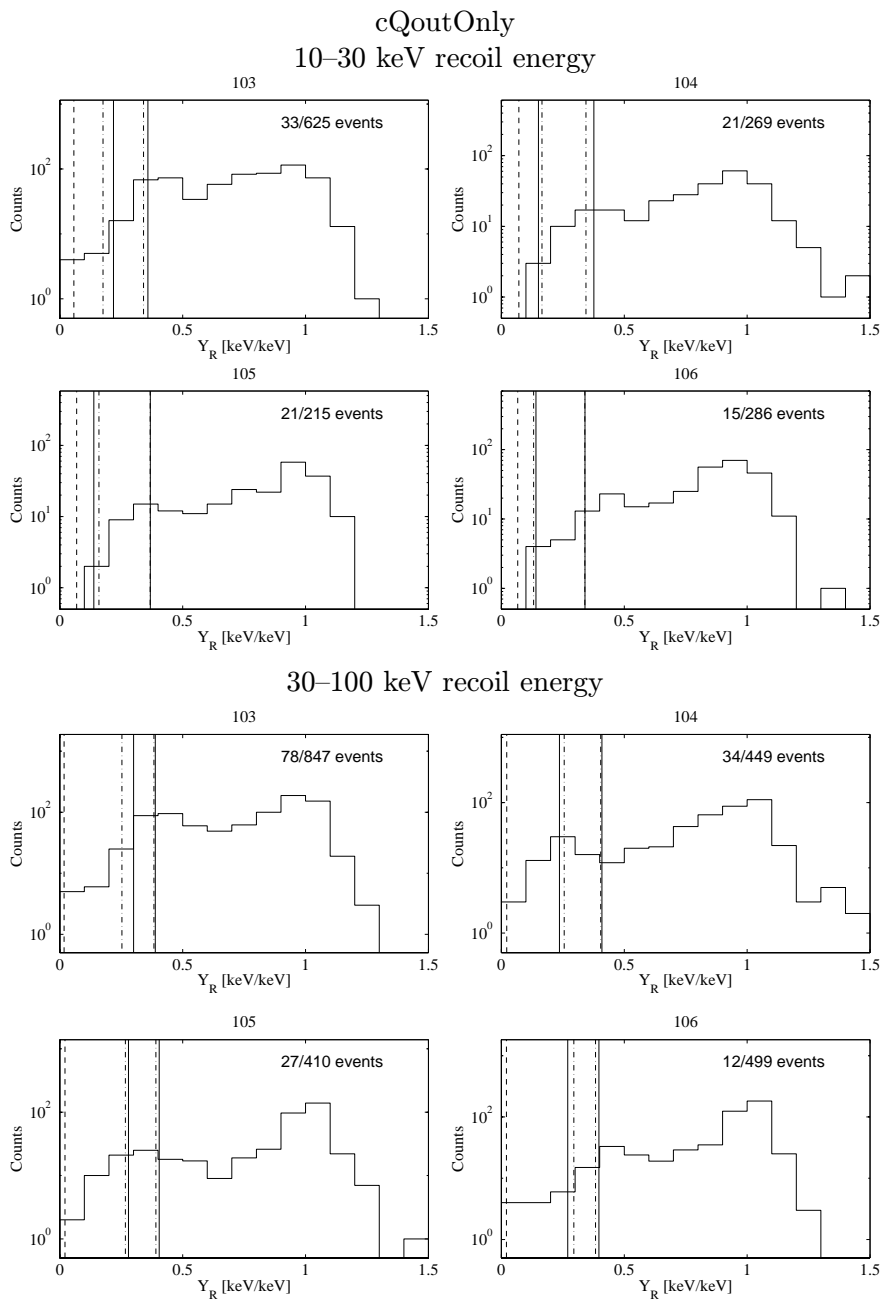 cQoutOnly
10–30 keV recoil energy
103
33/625 events
Counts
10^2
10^0
0 0.5 1 1.5
Y_R [keV/keV]
104
21/269 events
Counts
10^2
10^1
10^0
0 0.5 1 1.5
Y_R [keV/keV]
105
21/215 events
Counts
10^2
10^1
10^0
0 0.5 1 1.5
Y_R [keV/keV]
106
15/286 events
Counts
10^2
10^1
10^0
0 0.5 1 1.5
Y_R [keV/keV]
30–100 keV recoil energy
103
78/847 events
Counts
10^2
10^0
0 0.5 1 1.5
Y_R [keV/keV]
104
34/449 events
Counts
10^2
10^0
0 0.5 1 1.5
Y_R [keV/keV]
105
27/410 events
Counts
10^2
10^0
0 0.5 1 1.5
Y_R [keV/keV]
106
12/499 events
Counts
10^2
10^0
0 0.5 1 1.5
Y_R [keV/keV]